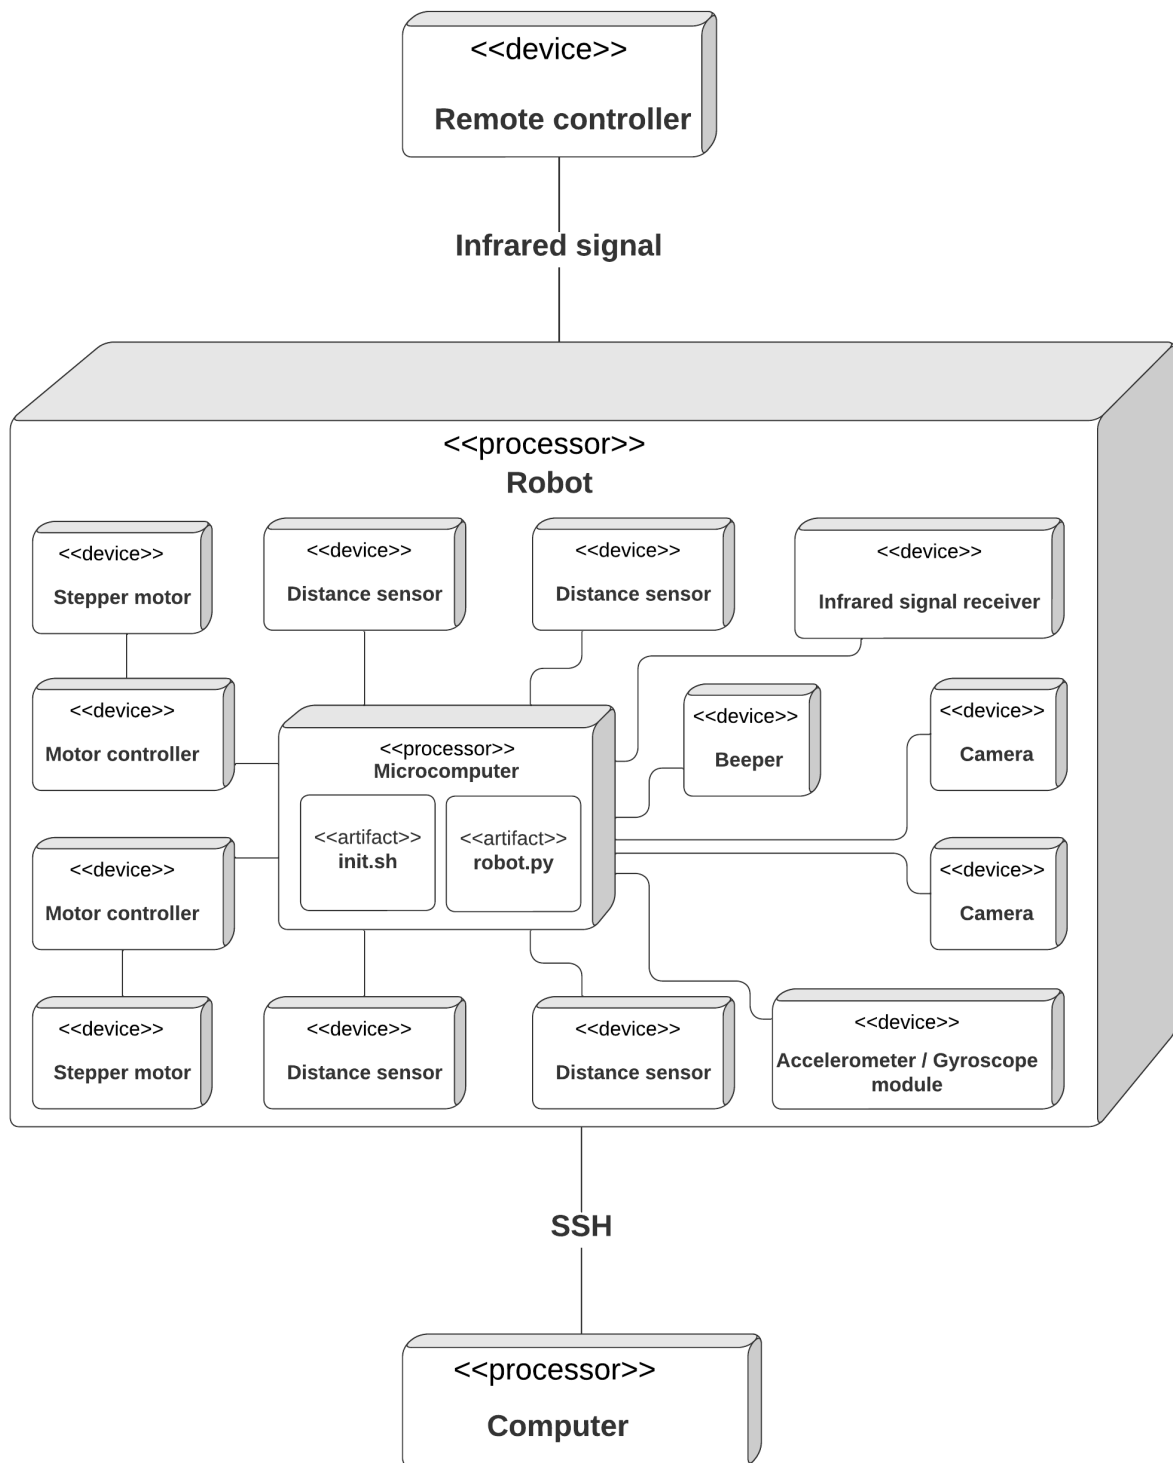 <<device>>
Remote controller
Infrared signal
<<processor>>
Robot
<<device>>
Stepper motor
<<device>>
Distance sensor
<<device>>
Distance sensor
<<device>>
Infrared signal receiver
<<device>>
Motor controller
<<processor>>
Microcomputer
<<artifact>>
init.sh
<<artifact>>
robot.py
<<device>>
Beeper
<<device>>
Camera
<<device>>
Motor controller
<<device>>
Camera
<<device>>
Stepper motor
<<device>>
Distance sensor
<<device>>
Distance sensor
<<device>>
Accelerometer / Gyroscope
module
SSH
<<processor>>
Computer